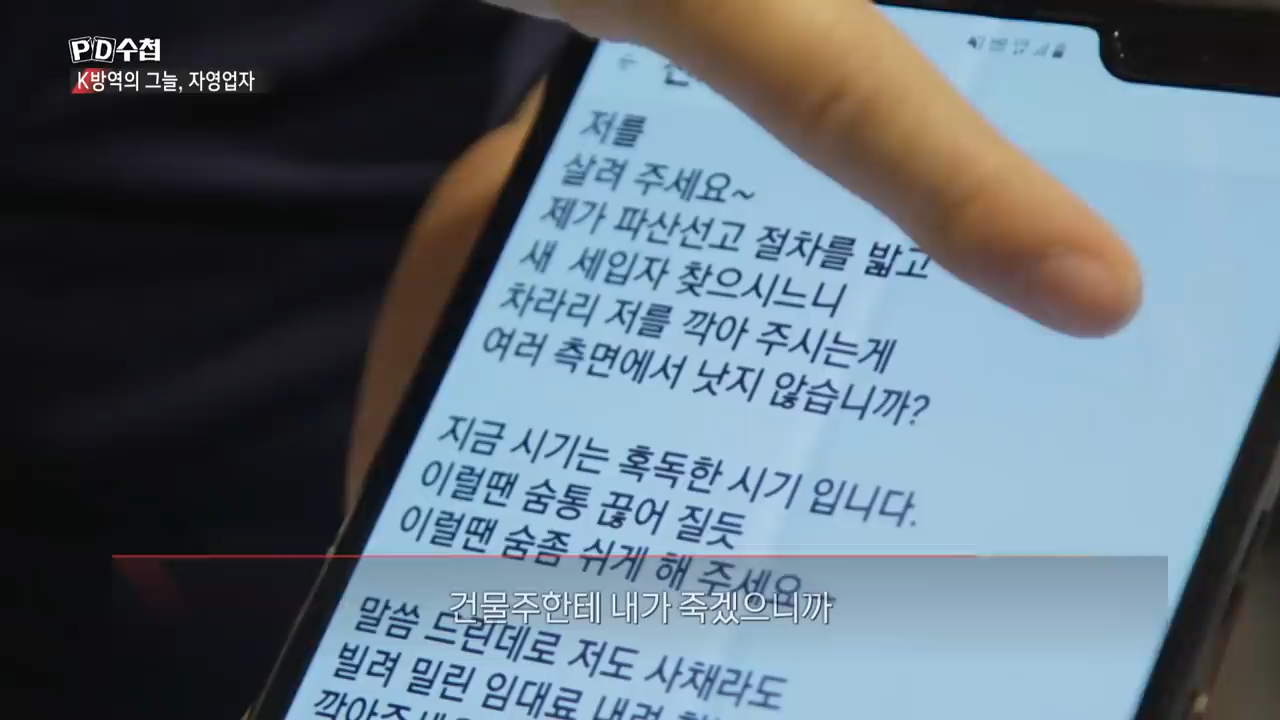 PD수첩
K방역의 그늘, 자영업자
저를
살려 주세요~
제가 파산선고 절차를 밟고
새 세입자 찾으시느니
차라리 저를 깍아 주시는게
여러 측면에서 낫지 않습니까?
지금 시기는 혹독한 시기 입니다.
이럴땐 숨통 끊어 질듯
이럴땐 숨좀 쉬게 해 주세요~
건물주한테 내가 죽겠으니까
말씀 드린데로 저도 사채라도
빌려 밀린 임대료 내려